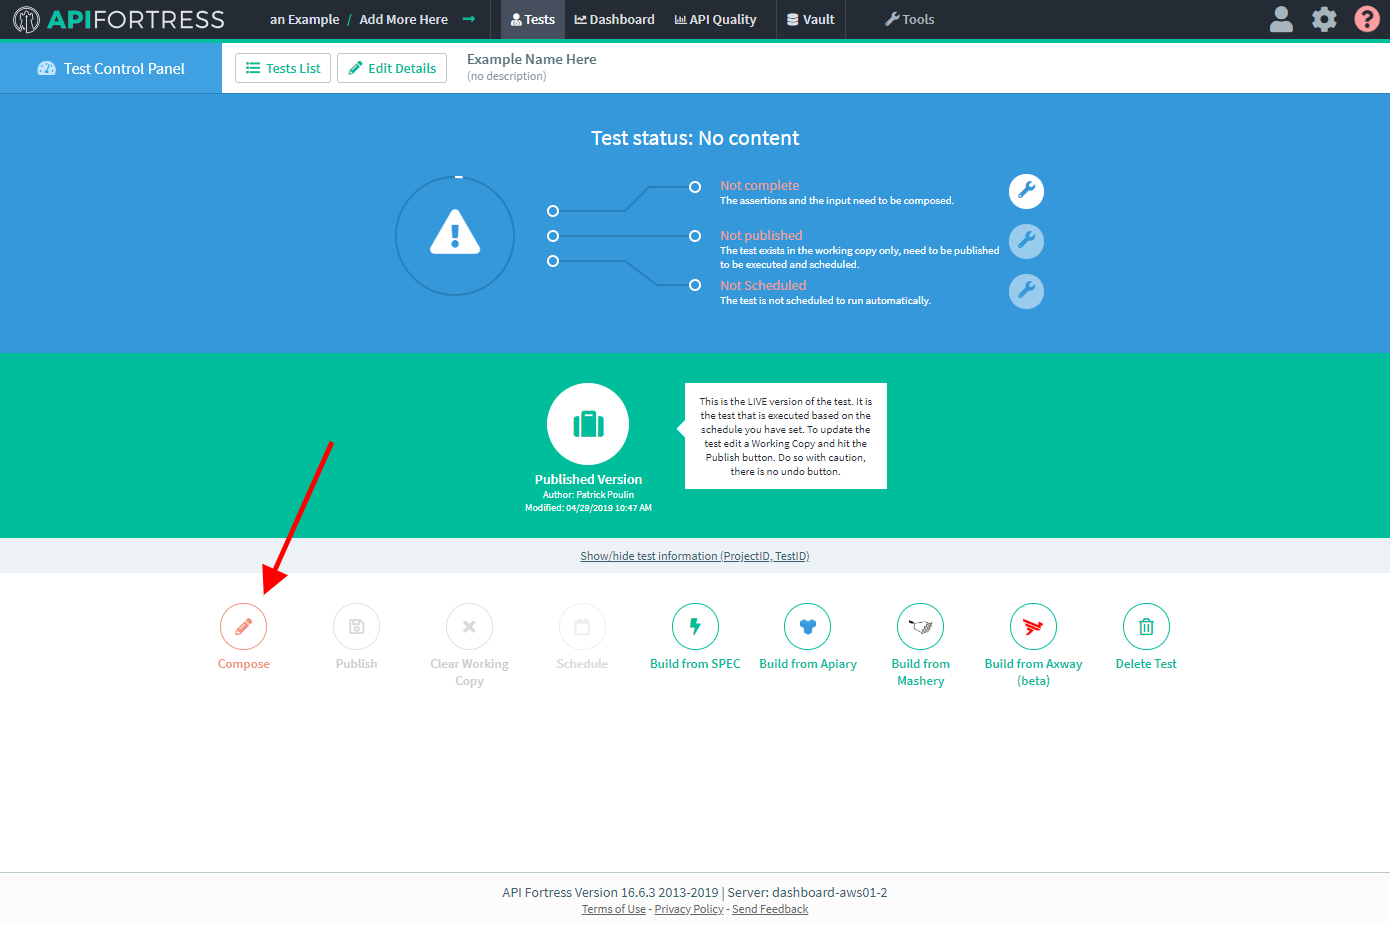 APIFORTRESS
an Example / Add More Here
Tests
Dashboard
API Quality
Vault
Tools
?
Test Control Panel
Tests List
Edit Details
Example Name Here
(no description)
Test status: No content
Not complete
The assertions and the input need to be composed.
Not published
The test exists in the working copy only, need to be published
to be executed and scheduled.
Not Scheduled
The test is not scheduled to run automatically.
Published Version
Author: Patrick Poulin
Modified: 04/29/2019 10:47 AM
This is the LIVE version of the test. It is
the test that is executed based on the
schedule you have set. To update the
test edit a Working Copy and hit the
Publish button. Do so with caution,
there is no undo button.
Show/hide test information (ProjectID, TestID)
Compose
Publish
Clear Working
Copy
Schedule
Build from SPEC
Build from Apiary
Build from
Mashery
Build from Axway
(beta)
Delete Test
API Fortress Version 16.6.3 2013-2019 | Server: dashboard-aws01-2
Terms of Use - Privacy Policy - Send Feedback